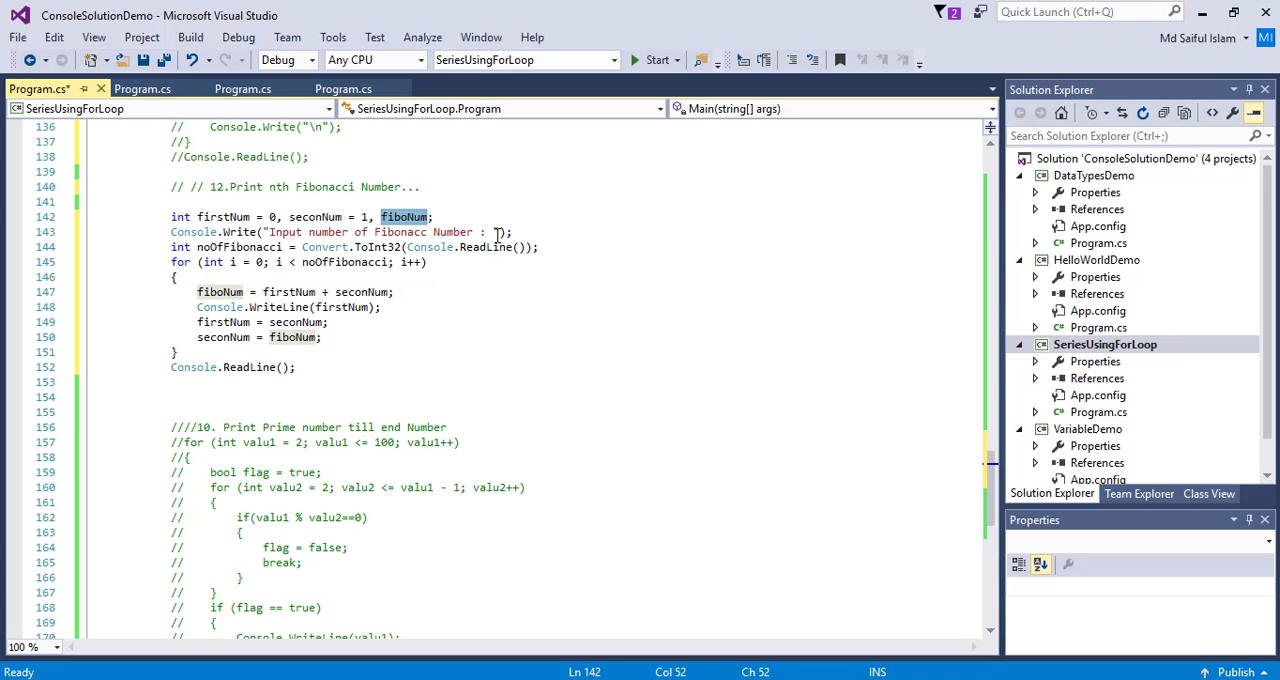 ConsoleSolutionDemo - Microsoft Visual Studio
2
Quick Launch (Ctrl+Q)
File Edit View Project Build Debug Team Tools Test Analyze Window Help
Md Saiful Islam MI
Debug Any CPU SeriesUsingForLoop Start
Program.cs* Program.cs Program.cs Program.cs
SeriesUsingForLoop SeriesUsingForLoop.Program Main(string[] args)
136 // Console.Write("\n");
137 //}
138 //Console.ReadLine();
139
140 // // 12.Print nth Fibonacci Number...
141
142 int firstNum = 0, seconNum = 1, fiboNum;
143 Console.Write("Input number of Fibonacc Number : ");
144 int noOfFibonacci = Convert.ToInt32(Console.ReadLine());
145 for (int i = 0; i < noOfFibonacci; i++)
146 {
147 fiboNum = firstNum + seconNum;
148 Console.WriteLine(firstNum);
149 firstNum = seconNum;
150 seconNum = fiboNum;
151 }
152 Console.ReadLine();
153
154
155
156 ////10. Print Prime number till end Number
157 //for (int valu1 = 2; valu1 <= 100; valu1++)
158 //{
159 // bool flag = true;
160 // for (int valu2 = 2; valu2 <= valu1 - 1; valu2++)
161 // {
162 // if(valu1 % valu2==0)
163 // {
164 // flag = false;
165 // break;
166 // }
167 // }
168 // if (flag == true)
169 // {
170 // Console.WriteLine(valu1);
100 %
Solution Explorer
Search Solution Explorer (Ctrl+;)
Solution 'ConsoleSolutionDemo' (4 projects)
DataTypesDemo
Properties
References
App.config
Program.cs
HelloWorldDemo
Properties
References
App.config
Program.cs
SeriesUsingForLoop
Properties
References
App.config
Program.cs
VariableDemo
Properties
References
App.config
Solution Explorer Team Explorer Class View
Properties
Ready Ln 142 Col 52 Ch 52 INS Publish